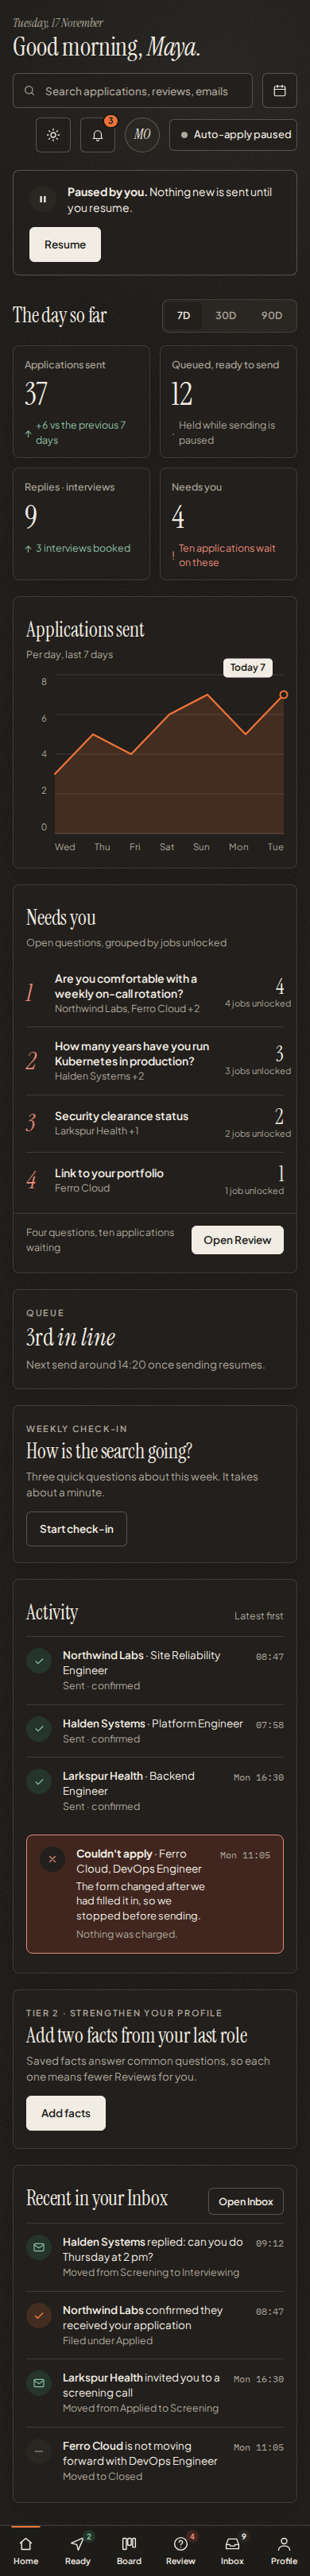 Tuesday, 17 November
Good morning, Maya.
Search applications, reviews, emails
3
MO
Auto-apply paused
Paused by you. Nothing new is sent until
you resume.
Resume
The day so far
7D 30D 90D
Applications sent
37
↑ +6 vs the previous 7
days
Queued, ready to send
12
· Held while sending is
paused
Replies · interviews
9
↑ 3 interviews booked
Needs you
4
! Ten applications wait
on these
Applications sent
Per day, last 7 days
Today 7
8
6
4
2
0
Wed Thu Fri Sat Sun Mon Tue
Needs you
Open questions, grouped by jobs unlocked
1
Are you comfortable with a
weekly on-call rotation?
Northwind Labs, Ferro Cloud +2
4
4 jobs unlocked
2
How many years have you run
Kubernetes in production?
Halden Systems +2
3
3 jobs unlocked
3
Security clearance status
Larkspur Health +1
2
2 jobs unlocked
4
Link to your portfolio
Ferro Cloud
1
1 job unlocked
Four questions, ten applications
waiting
Open Review
QUEUE
3rd in line
Next send around 14:20 once sending resumes.
WEEKLY CHECK-IN
How is the search going?
Three quick questions about this week. It takes
about a minute.
Start check-in
Activity
Latest first
Northwind Labs · Site Reliability
Engineer
Sent · confirmed
08:47
Halden Systems · Platform Engineer
Sent · confirmed
07:58
Larkspur Health · Backend
Engineer
Sent · confirmed
Mon 16:30
Couldn't apply · Ferro
Cloud, DevOps Engineer
The form changed after we
had filled it in, so we
stopped before sending.
Nothing was charged.
Mon 11:05
TIER 2 · STRENGTHEN YOUR PROFILE
Add two facts from your last role
Saved facts answer common questions, so each
one means fewer Reviews for you.
Add facts
Recent in your Inbox
Open Inbox
Halden Systems replied: can you do
Thursday at 2 pm?
Moved from Screening to Interviewing
09:12
Northwind Labs confirmed they
received your application
Filed under Applied
08:47
Larkspur Health invited you to a
screening call
Moved from Applied to Screening
Mon 16:30
Ferro Cloud is not moving
forward with DevOps Engineer
Moved to Closed
Mon 11:05
2
4
9
Home Ready Board Review Inbox Profile